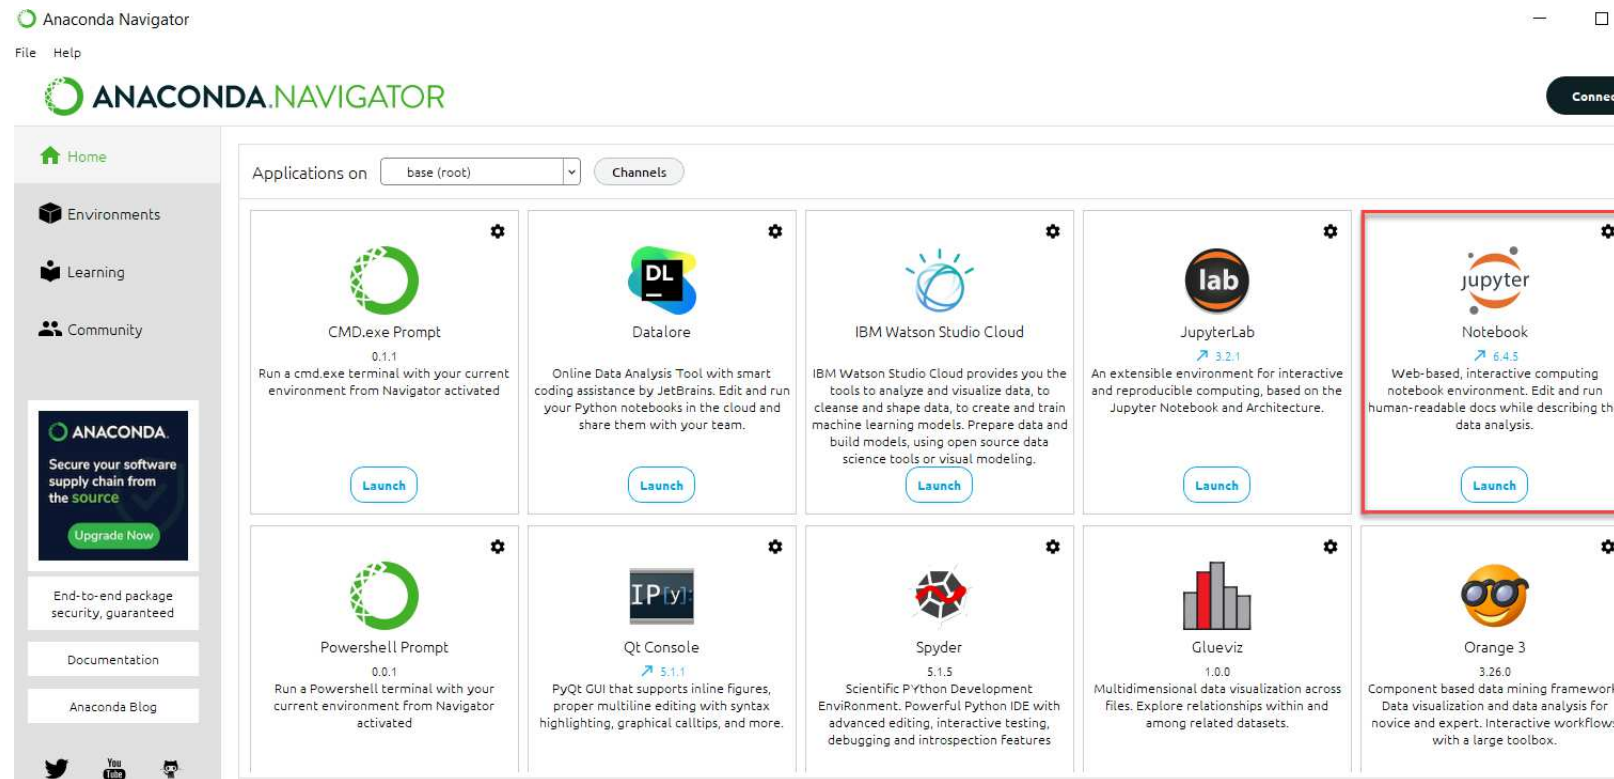 Anaconda Navigator
File Help
ANACONDA.NAVIGATOR
Home
Environments
Learning
Community
ANACONDA.
Secure your software
supply chain from
the source
Upgrade Now
End-to-end package
security, guaranteed
Documentation
Anaconda Blog
You
Tube
Applications on base (root) Channels
CMD.exe Prompt
0.1.1
Run a cmd.exe terminal with your current
environment from Navigator activated
Launch
DL
Datalore
Online Data Analysis Tool with smart
coding assistance by JetBrains. Edit and run
your Python notebooks in the cloud and
share them with your team.
Launch
IBM Watson Studio Cloud
IBM Watson Studio Cloud provides you the
tools to analyze and visualize data, to
cleanse and shape data, to create and train
machine learning models. Prepare data and
build models, using open source data
science tools or visual modeling.
Launch
lab
JupyterLab
3.2.1
An extensible environment for interactive
and reproducible computing, based on the
Jupyter Notebook and Architecture.
Launch
jupyter
Notebook
6.4.5
Web-based, interactive computing
notebook environment. Edit and run
human-readable docs while describing th
data analysis.
Launch
Powershell Prompt
0.0.1
Run a Powershell terminal with your
current environment from Navigator
activated
IP[y]:
Qt Console
5.1.1
PyQt GUI that supports inline figures,
proper multiline editing with syntax
highlighting, graphical calltips, and more.
Spyder
5.1.5
Scientific PYthon Development
EnviRonment. Powerful Python IDE with
advanced editing, interactive testing,
debugging and introspection features
Glueviz
1.0.0
Multidimensional data visualization across
files. Explore relationships within and
among related datasets.
Orange 3
3.26.0
Component based data mining framework
Data visualization and data analysis for
novice and expert. Interactive workflows
with a large toolbox.